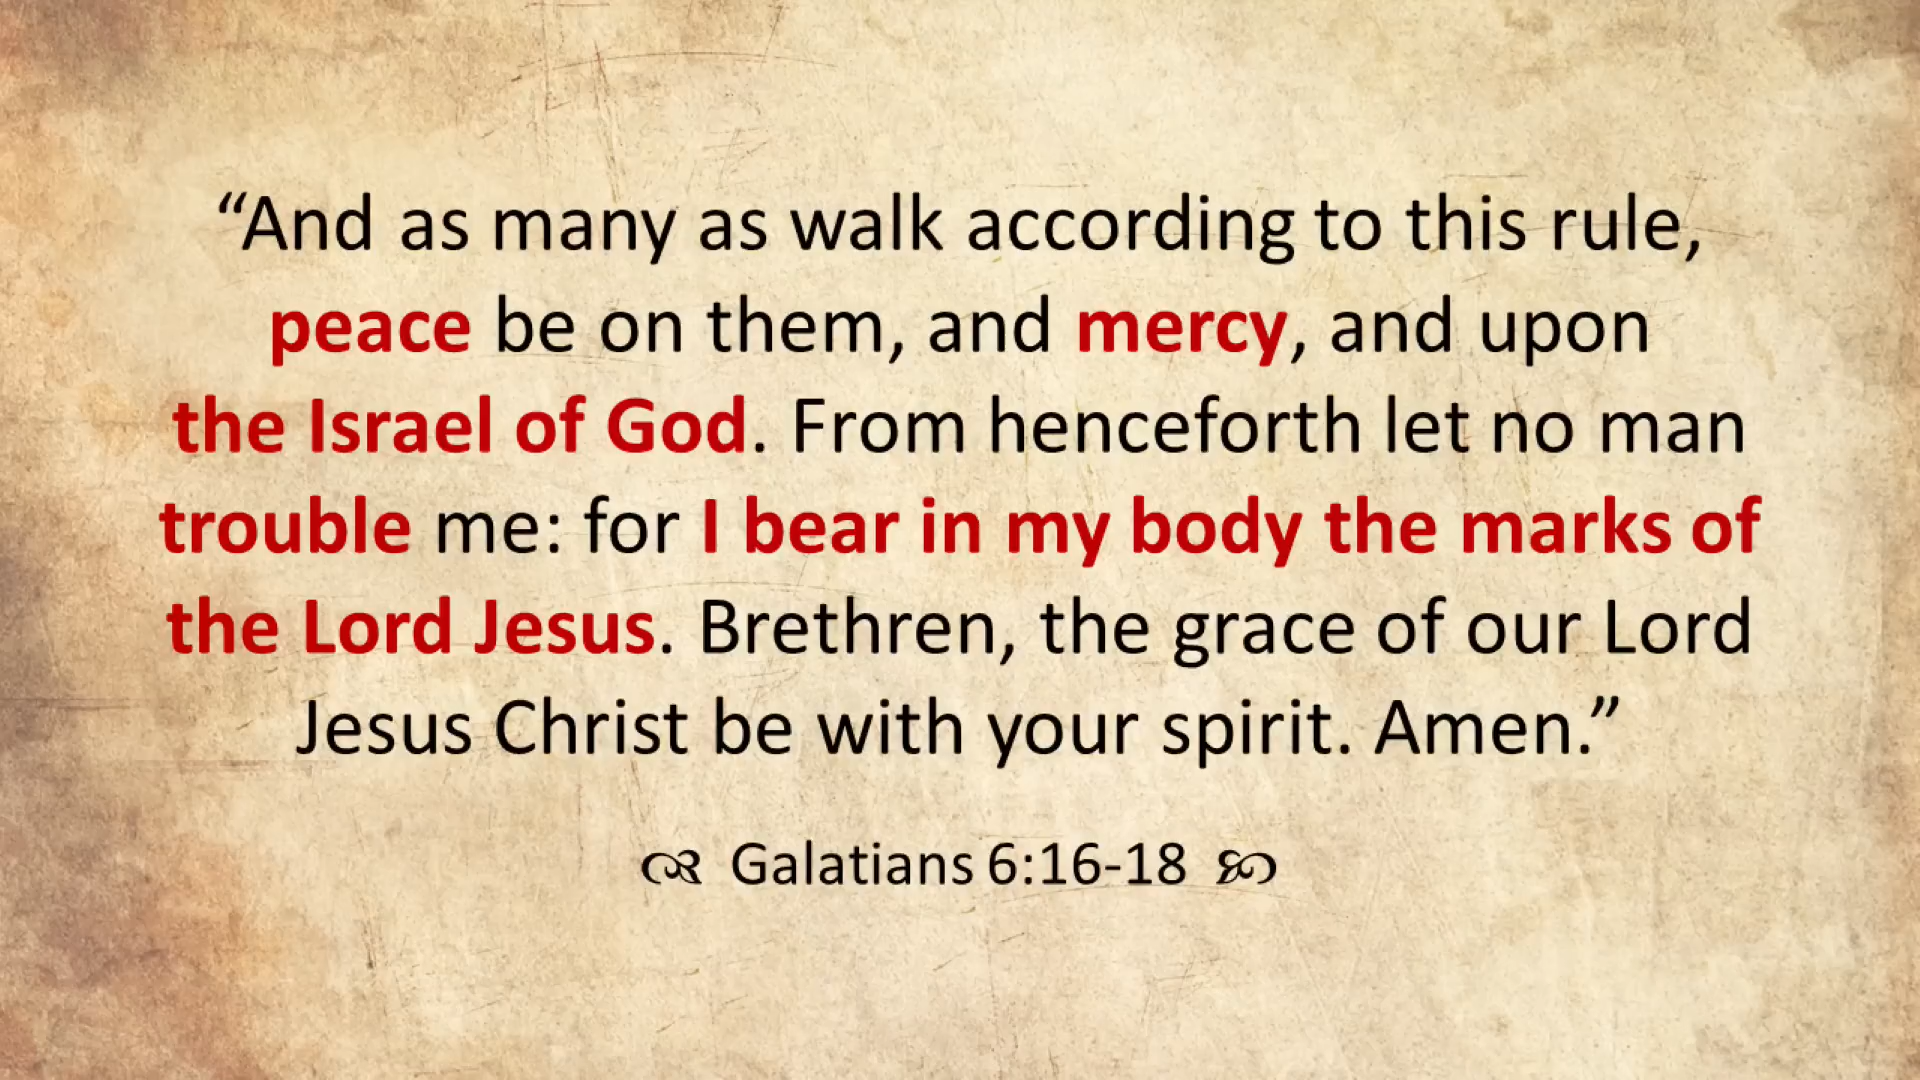 “And as many as walk according to this rule,
peace be on them, and mercy, and upon
the Israel of God. From henceforth let no man
trouble me: for I bear in my body the marks of
the Lord Jesus. Brethren, the grace of our Lord
Jesus Christ be with your spirit. Amen.”
Galatians 6:16-18